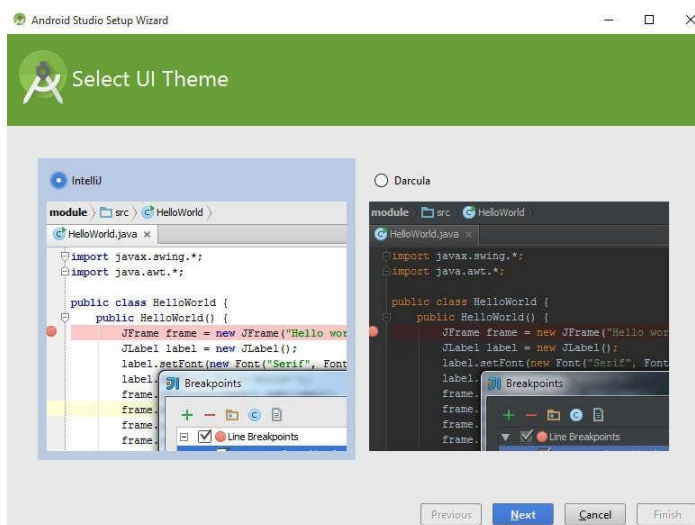 Android Studio Setup Wizard
Select UI Theme
IntelliJ
module src HelloWorld
HelloWorld.java ×
import javax.swing.*;
import java.awt.*;
public class HelloWorld {
public HelloWorld() {
JFrame frame = new JFrame("Hello wor
JLabel label = new JLabel();
label.setFont(new Font("Serif", Font
label.
frame.
frame.
frame.
frame.
Breakpoints
Line Breakpoints
Darcula
module src HelloWorld
HelloWorld.java ×
import javax.swing.*;
import java.awt.*;
public class HelloWorld {
public HelloWorld() {
JFrame frame = new JFrame("Hello wor
JLabel label = new JLabel();
label.setFont(new Font("Serif", Font
label.
frame.
frame.
frame.
frame.
Breakpoints
Line Breakpoints
Previous
Next
Cancel
Finish